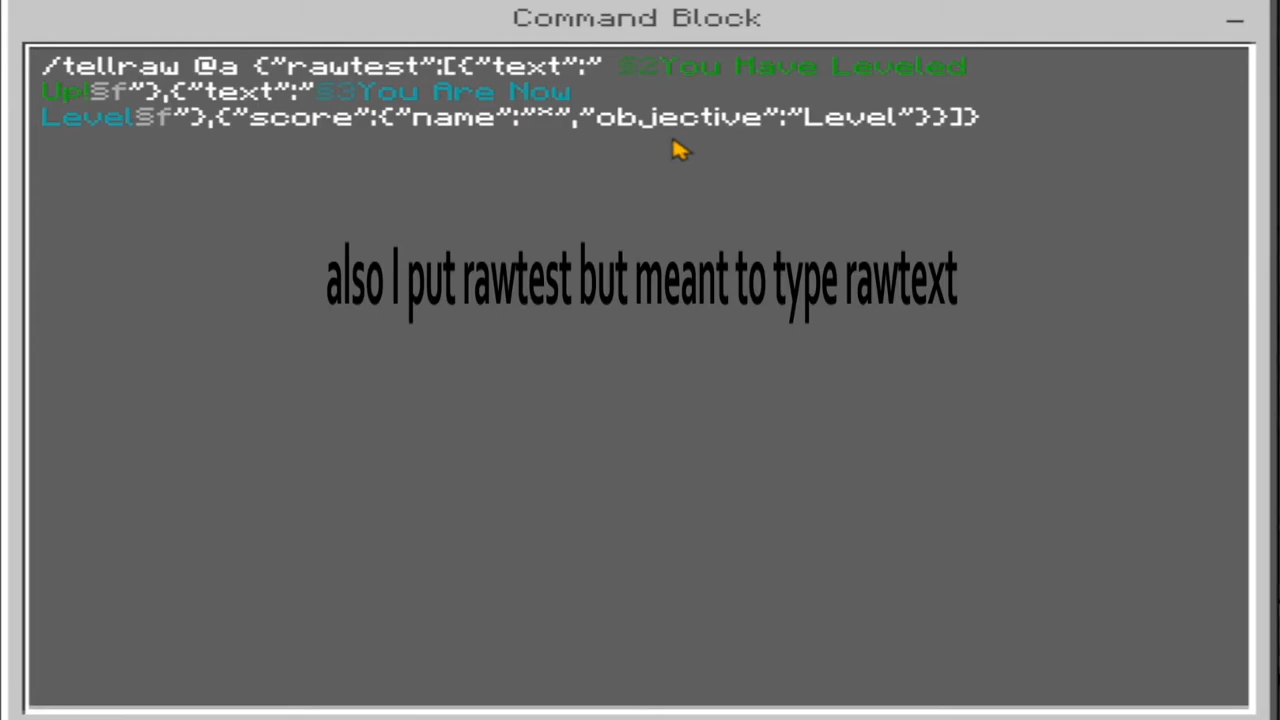 Command Block
/tellraw @a {"rawtest":[{"text":" §2You Have Leveled
Up!§f"},{"text":"§3You Are Now
Level§f"},{"score":{"name":"*","objective":"Level"}}]}
also I put rawtest but meant to type rawtext